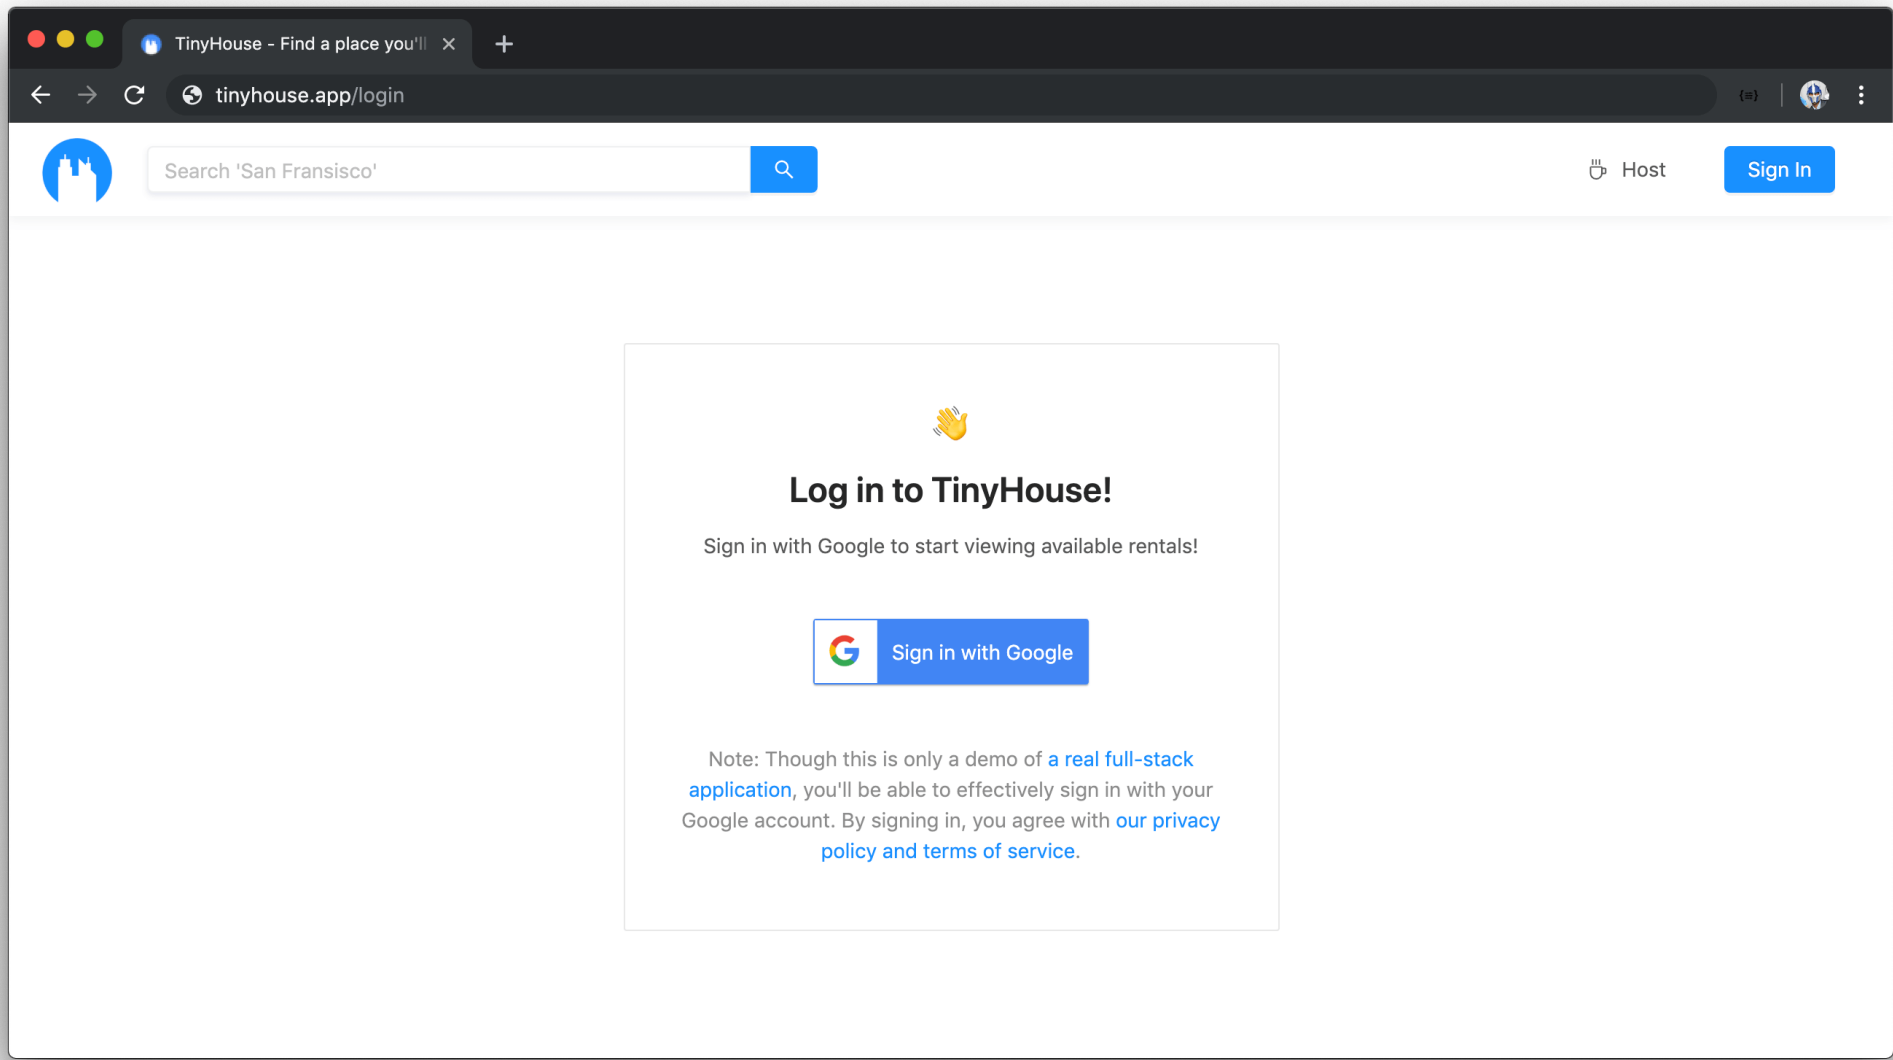 TinyHouse - Find a place you'll
tinyhouse.app/login
Search 'San Fransisco'
Host
Sign In
Log in to TinyHouse!
Sign in with Google to start viewing available rentals!
Sign in with Google
Note: Though this is only a demo of a real full-stack
application, you'll be able to effectively sign in with your
Google account. By signing in, you agree with our privacy
policy and terms of service.